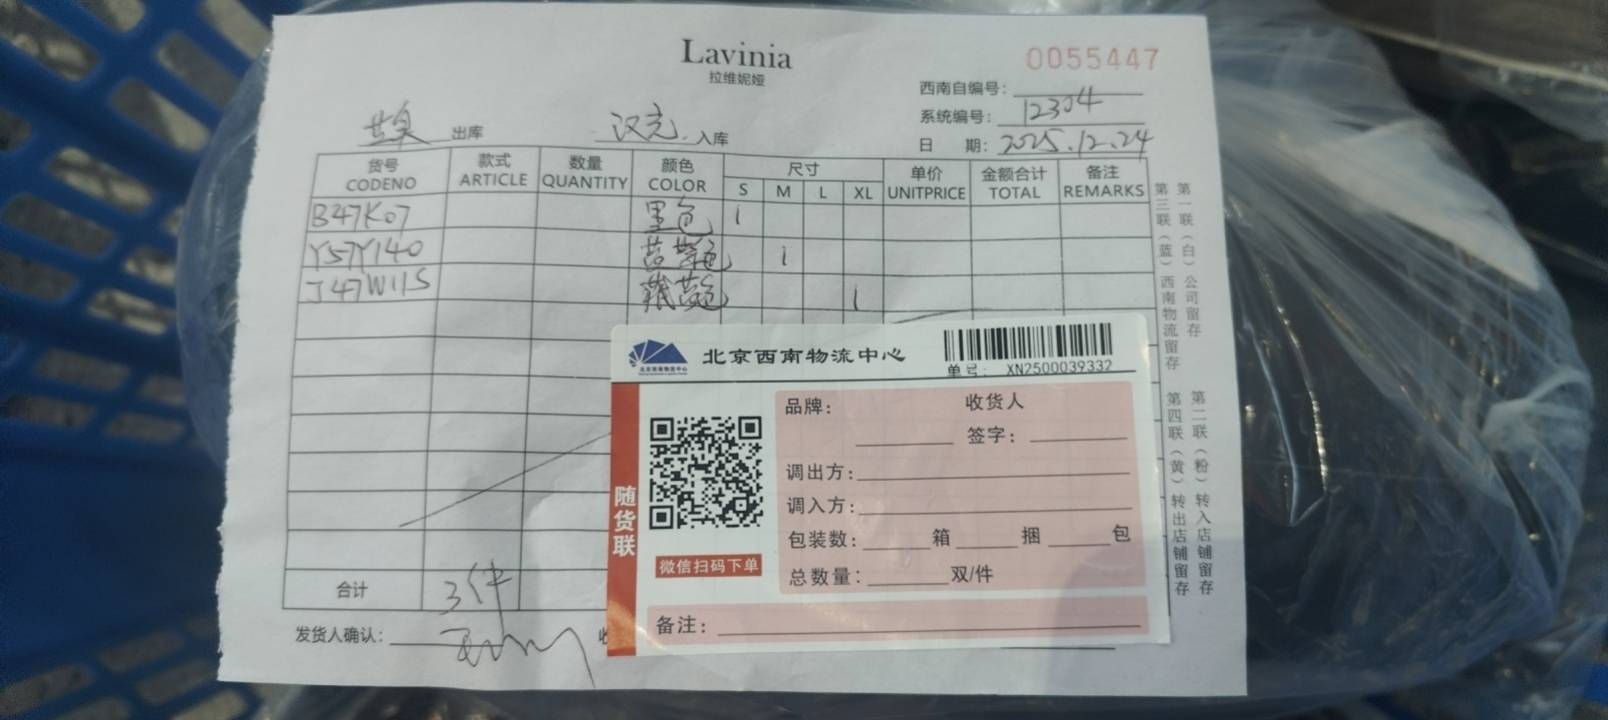 Lavinia
拉维妮娅
0055447
西南自编号:
系统编号: 12304
出库 汉光 入库
日 期: 2025.12.24
货号 款式 数量 颜色 尺寸 单价 金额合计 备注
CODENO ARTICLE QUANTITY COLOR S M L XL UNITPRICE TOTAL REMARKS
B47K07 黑色 1
Y57Y140 1
J47W115 藏蓝色 1
合计 3件
发货人确认:
第一联(白)公司留存
第三联(蓝)西南物流留存
第二联(粉)转入店铺留存
第四联(黄)转出店铺留存
北京西南物流中心
单号: XN2500039332
随货联
微信扫码下单
品牌: 收货人
签字:
调出方:
调入方:
包装数: 箱 捆 包
总数量: 双/件
备注: